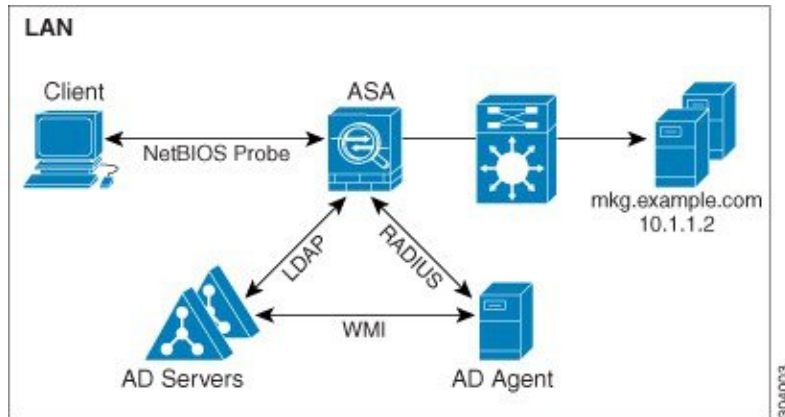 LAN
Client
ASA
NetBIOS Probe
mkg.example.com
10.1.1.2
LDAP
RADIUS
WMI
AD Servers
AD Agent
304003